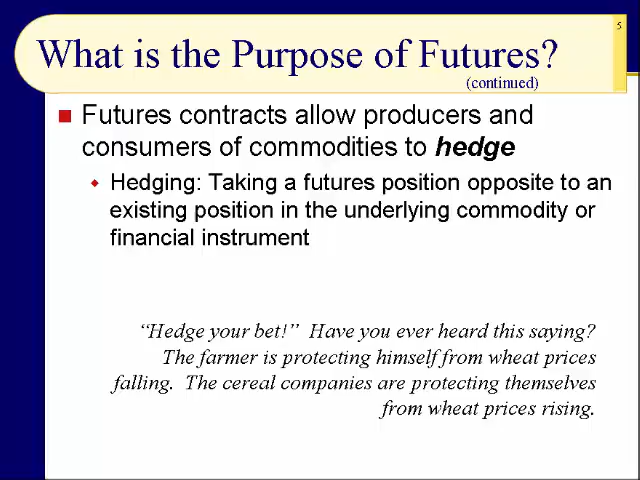 5
What is the Purpose of Futures?
(continued)
Futures contracts allow producers and
consumers of commodities to hedge
Hedging: Taking a futures position opposite to an
existing position in the underlying commodity or
financial instrument
“Hedge your bet!” Have you ever heard this saying?
The farmer is protecting himself from wheat prices
falling. The cereal companies are protecting themselves
from wheat prices rising.